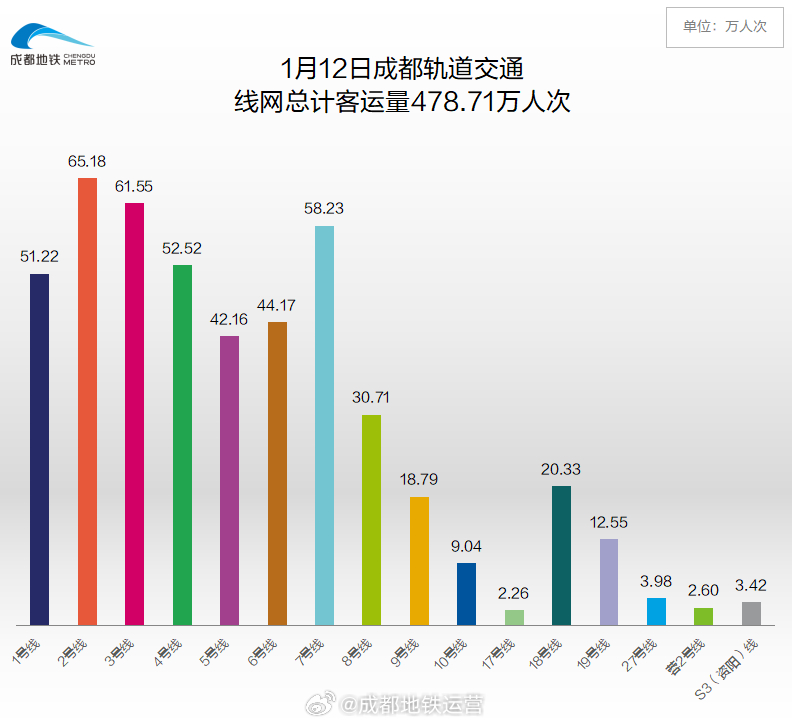 成都地铁 CHENGDU METRO
单位：万人次
1月12日成都轨道交通
线网总计客运量478.71万人次
51.22
65.18
61.55
52.52
42.16
44.17
58.23
30.71
18.79
9.04
2.26
20.33
12.55
3.98
2.60
3.42
1号线
2号线
3号线
4号线
5号线
6号线
7号线
8号线
9号线
10号线
17号线
18号线
19号线
27号线
蓉2号线
S3（资阳）线
@成都地铁运营